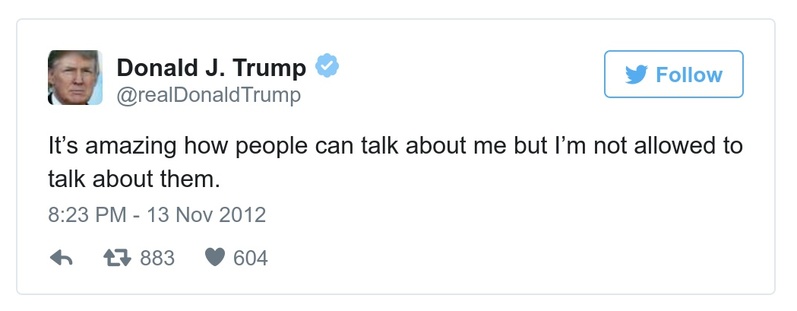 Donald J. Trump
@realDonaldTrump
Follow
It’s amazing how people can talk about me but I’m not allowed to
talk about them.
8:23 PM - 13 Nov 2012
883 604